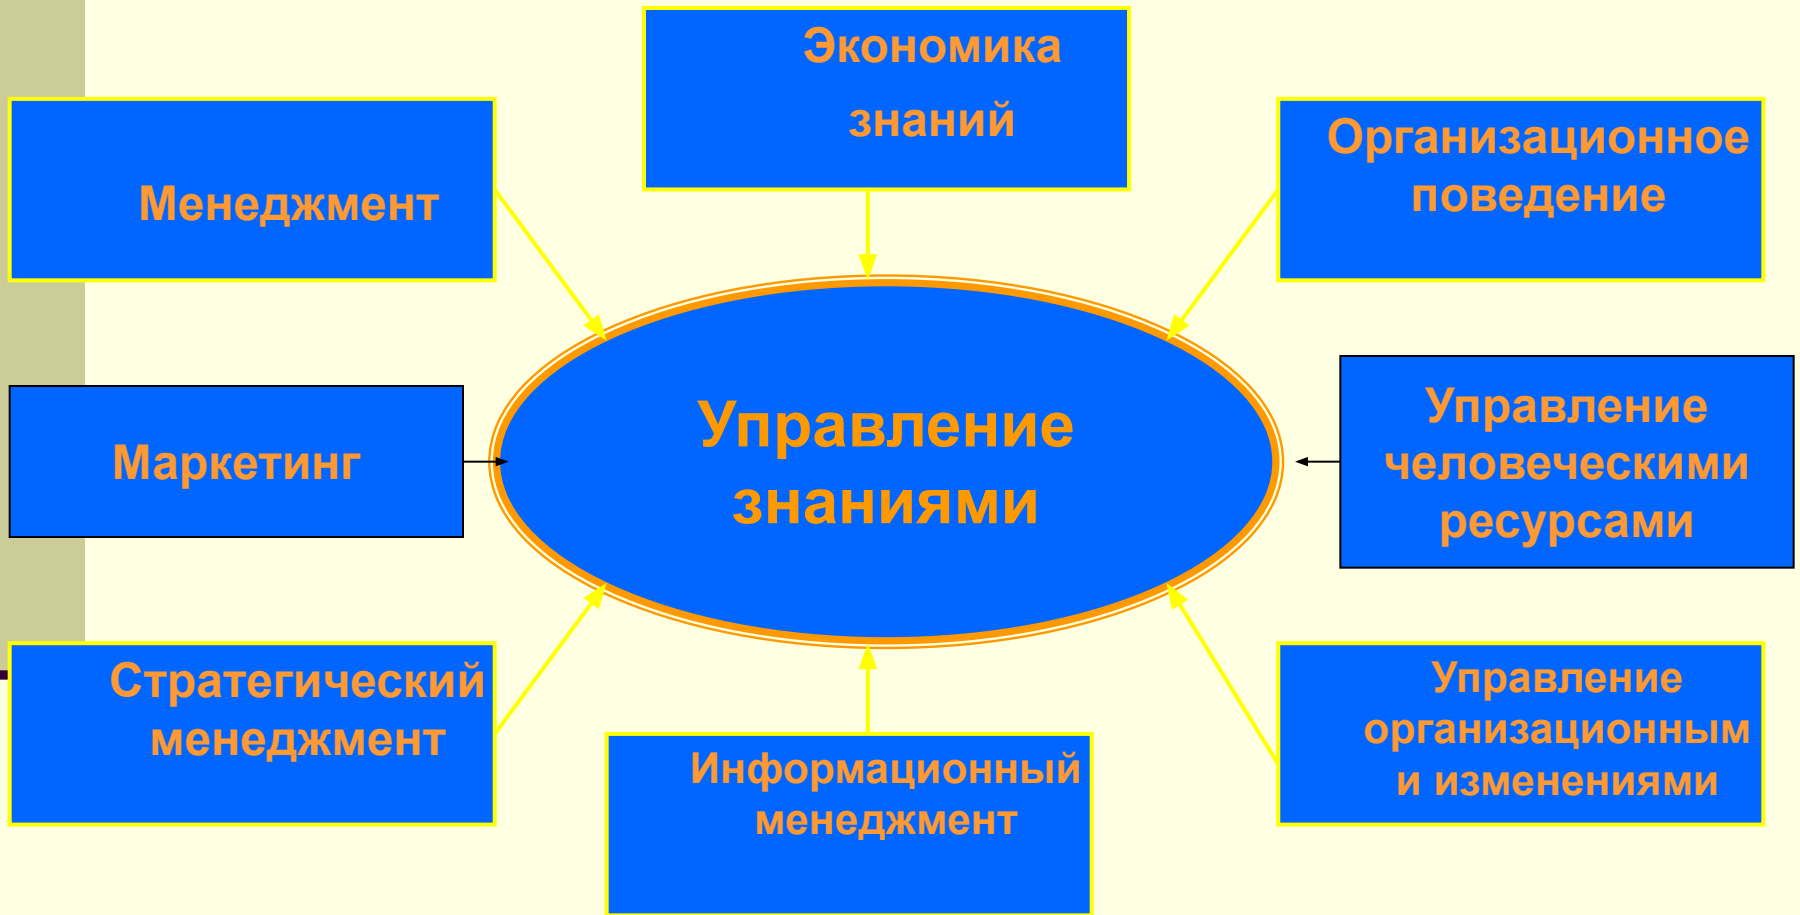 Экономика
знаний
Менеджмент
Организационное
поведение
Маркетинг
Управление
знаниями
Управление
человеческими
ресурсами
Стратегический
менеджмент
Информационный
менеджмент
Управление
организационным
и изменениями